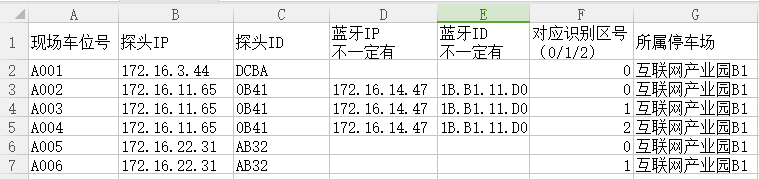 A B C D E F G
1 现场车位号 探头IP 探头ID 蓝牙IP 不一定有 蓝牙ID 不一定有 对应识别区号 (0/1/2) 所属停车场
2 A001 172.16.3.44 DCBA 0 互联网产业园B1
3 A002 172.16.11.65 0B41 172.16.14.47 1B.B1.11.D0 0 互联网产业园B1
4 A003 172.16.11.65 0B41 172.16.14.47 1B.B1.11.D0 1 互联网产业园B1
5 A004 172.16.11.65 0B41 172.16.14.47 1B.B1.11.D0 2 互联网产业园B1
6 A005 172.16.22.31 AB32 0 互联网产业园B1
7 A006 172.16.22.31 AB32 1 互联网产业园B1